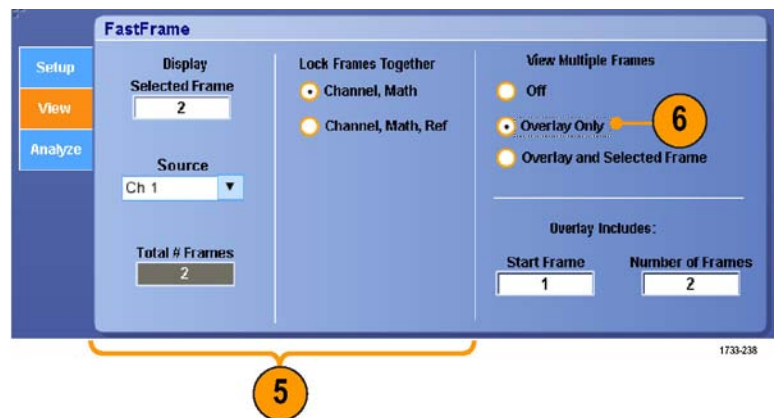 FastFrame
Setup
View
Analyze
Display
Selected Frame
2
Source
Ch 1
Total # Frames
2
Lock Frames Together
Channel, Math
Channel, Math, Ref
View Multiple Frames
Off
Overlay Only
6
Overlay and Selected Frame
Overlay Includes:
Start Frame Number of Frames
1 2
1733-238
5